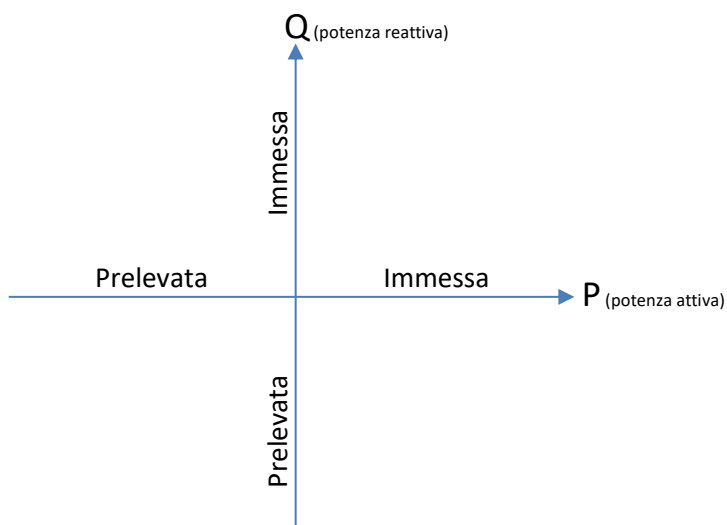 Q (potenza reattiva)
Immessa
Prelevata
Immessa
P (potenza attiva)
Prelevata